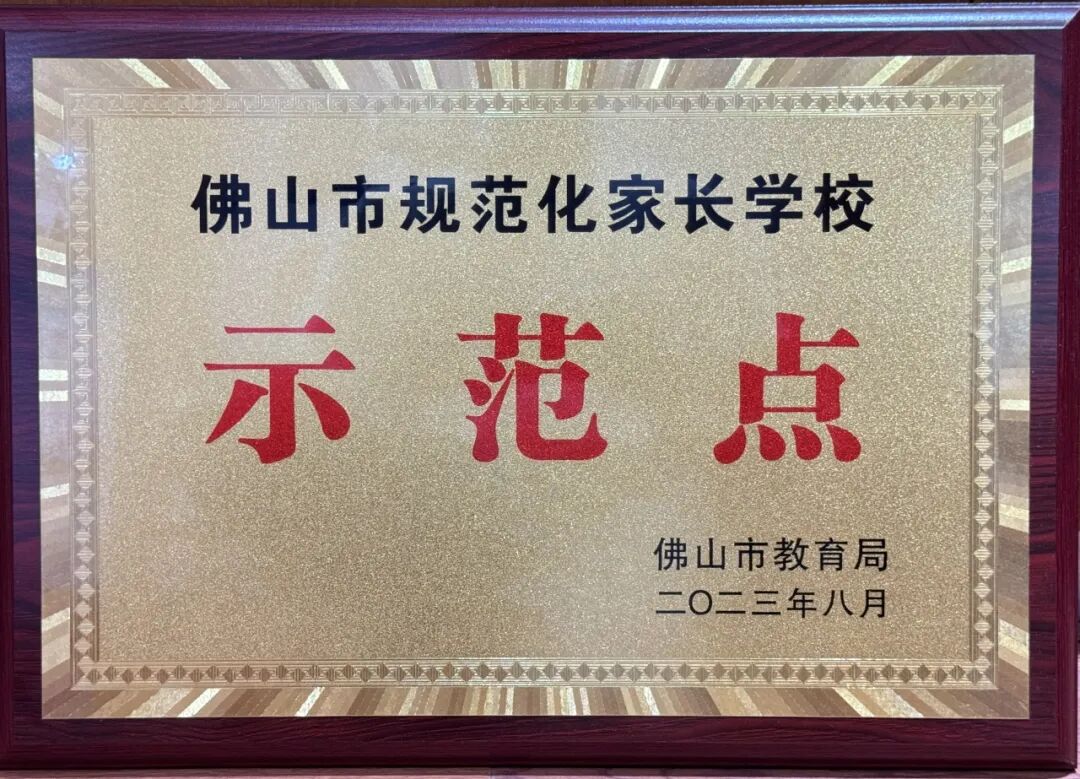 佛山市规范化家长学校
示范点
佛山市教育局
二〇二三年八月